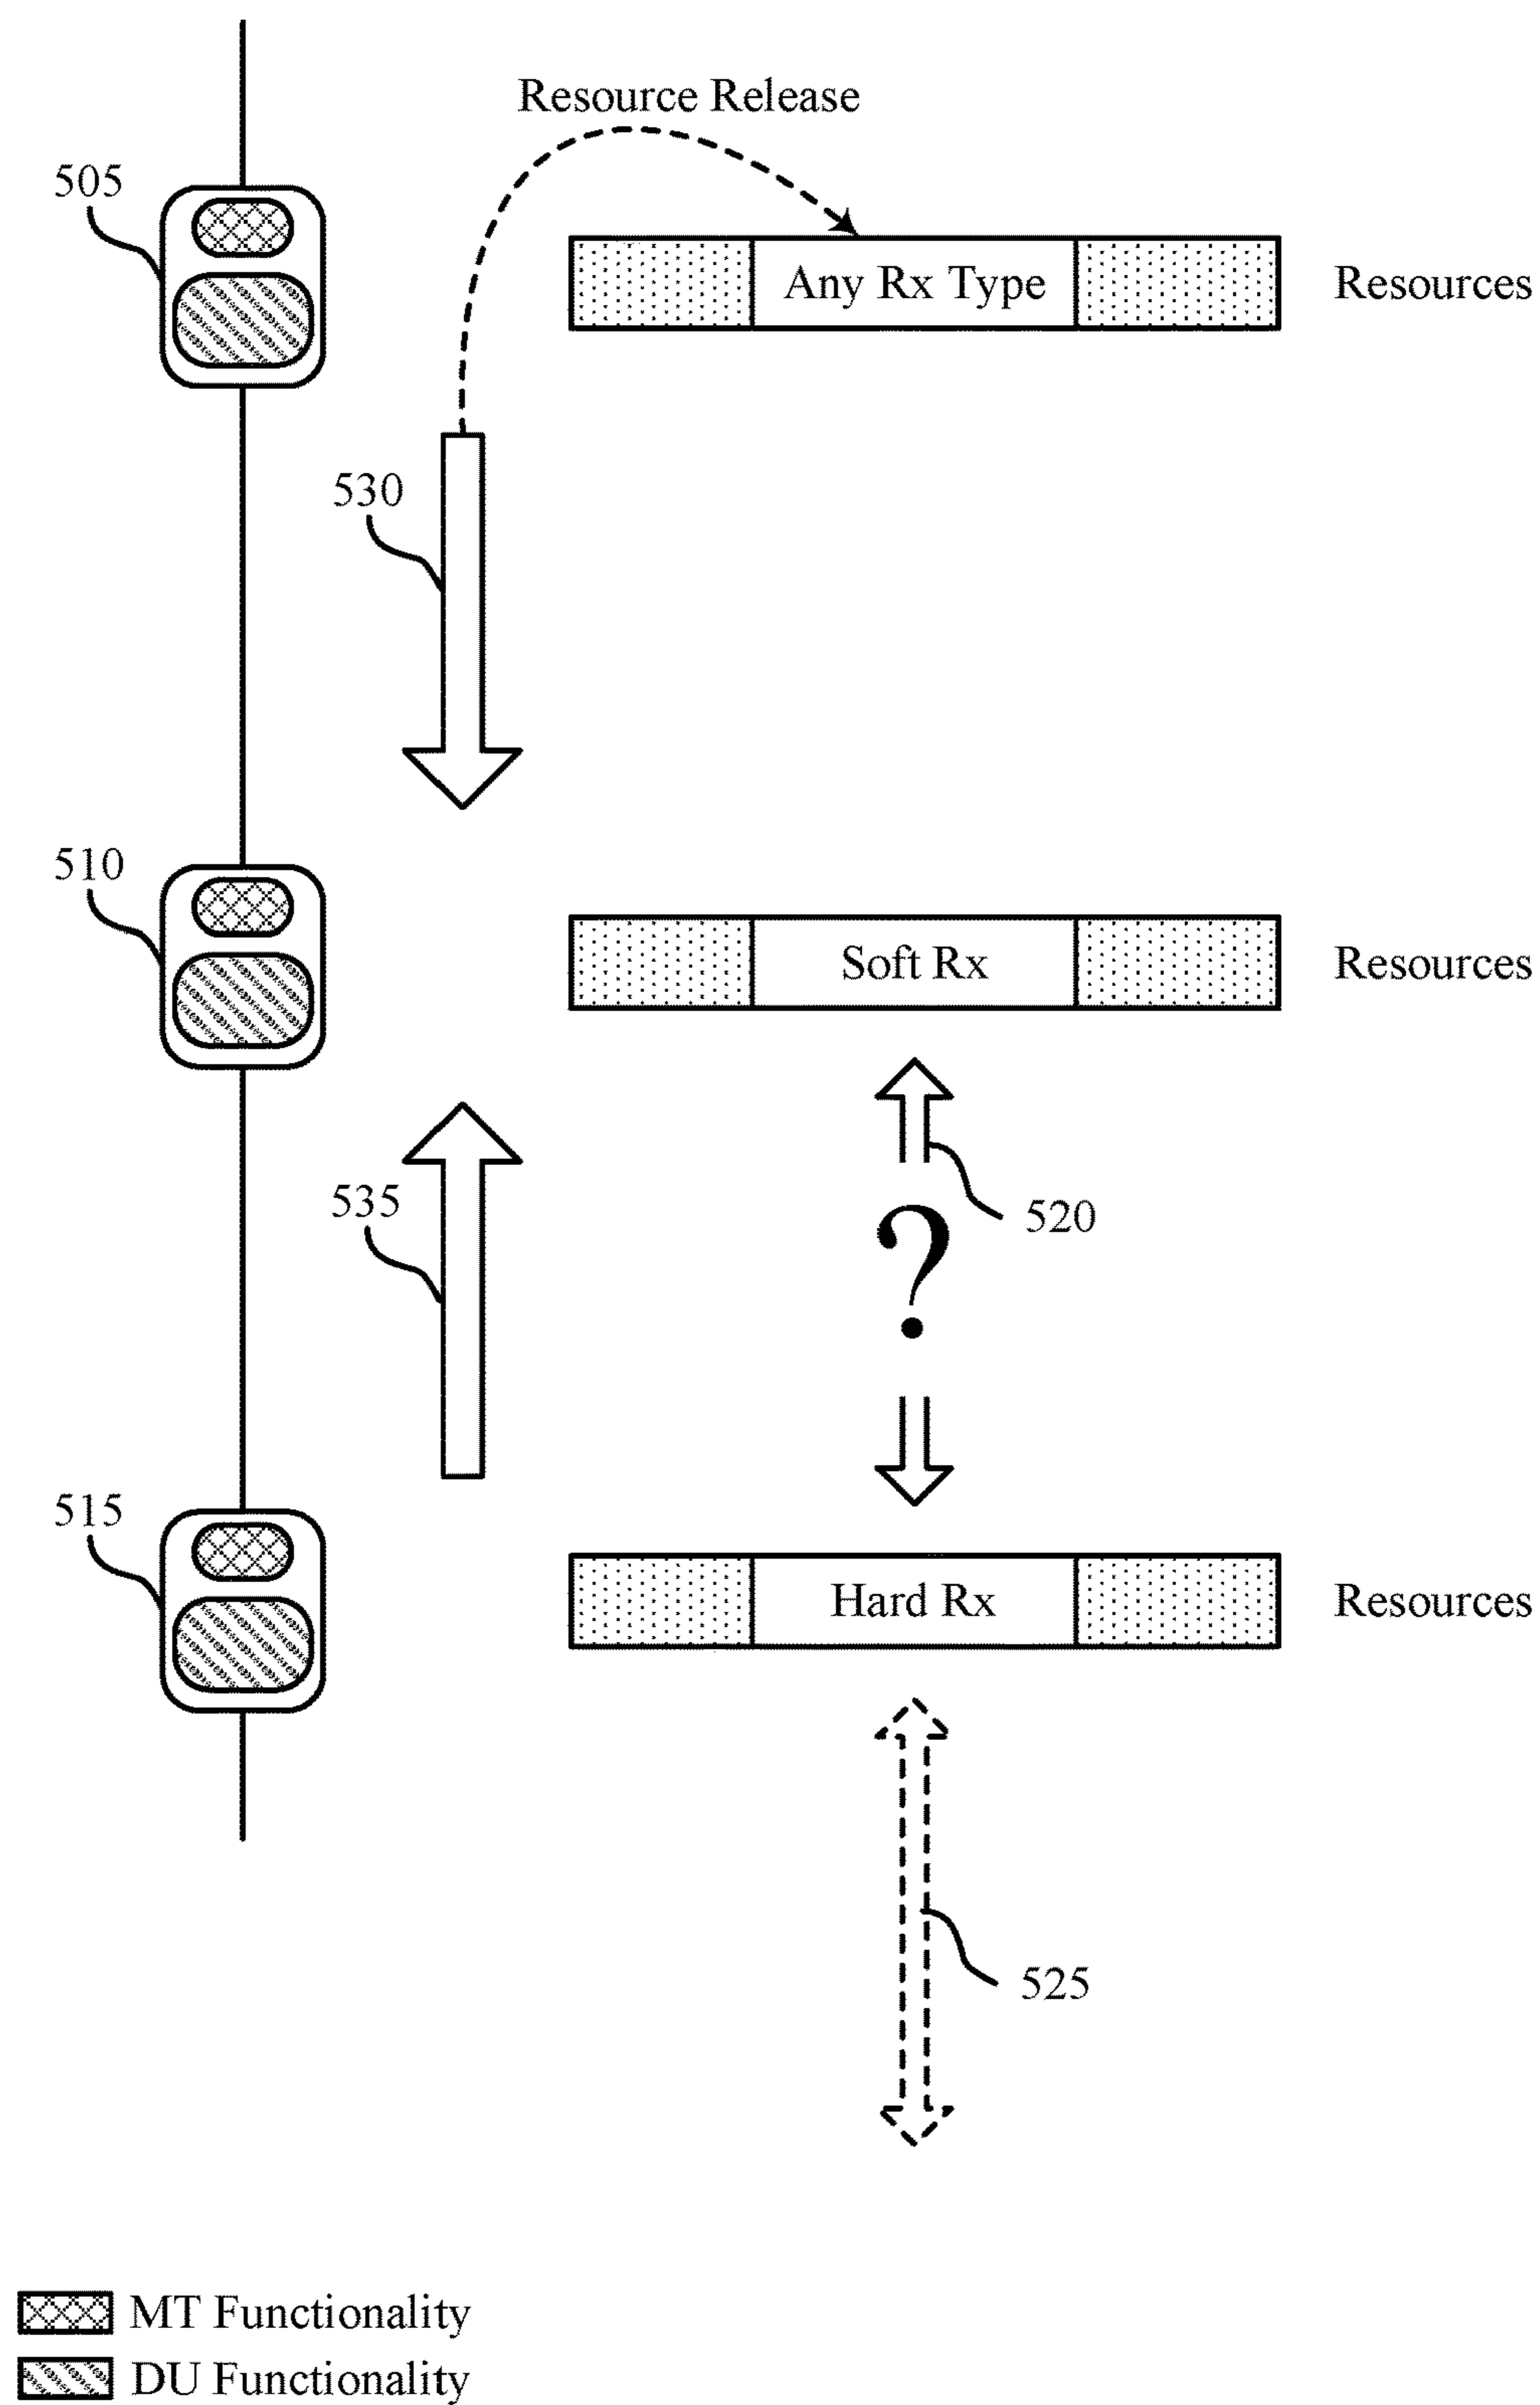 Resource Release
505
Any Rx Type
Resources
530
510
Soft Rx
Resources
535
520
?
515
Hard Rx
Resources
525
MT Functionality
DU Functionality